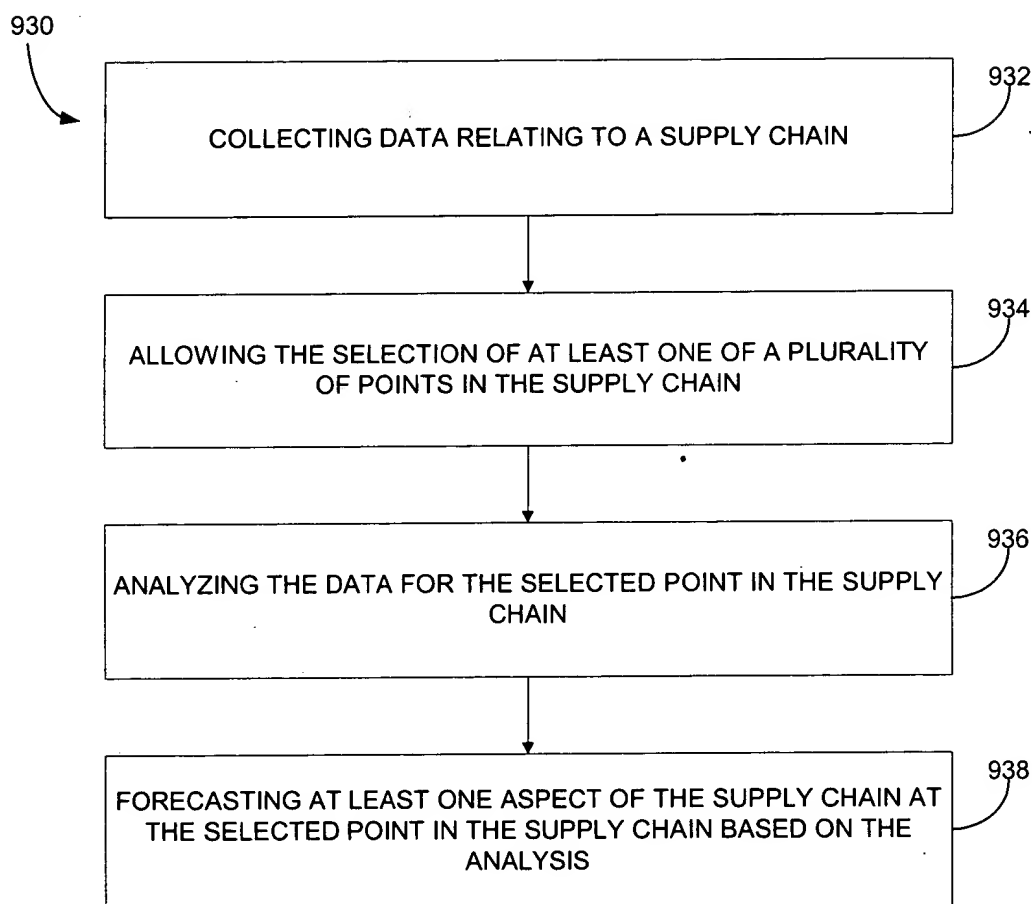 930
932
COLLECTING DATA RELATING TO A SUPPLY CHAIN
934
ALLOWING THE SELECTION OF AT LEAST ONE OF A PLURALITY
OF POINTS IN THE SUPPLY CHAIN
936
ANALYZING THE DATA FOR THE SELECTED POINT IN THE SUPPLY
CHAIN
938
FORECASTING AT LEAST ONE ASPECT OF THE SUPPLY CHAIN AT
THE SELECTED POINT IN THE SUPPLY CHAIN BASED ON THE
ANALYSIS